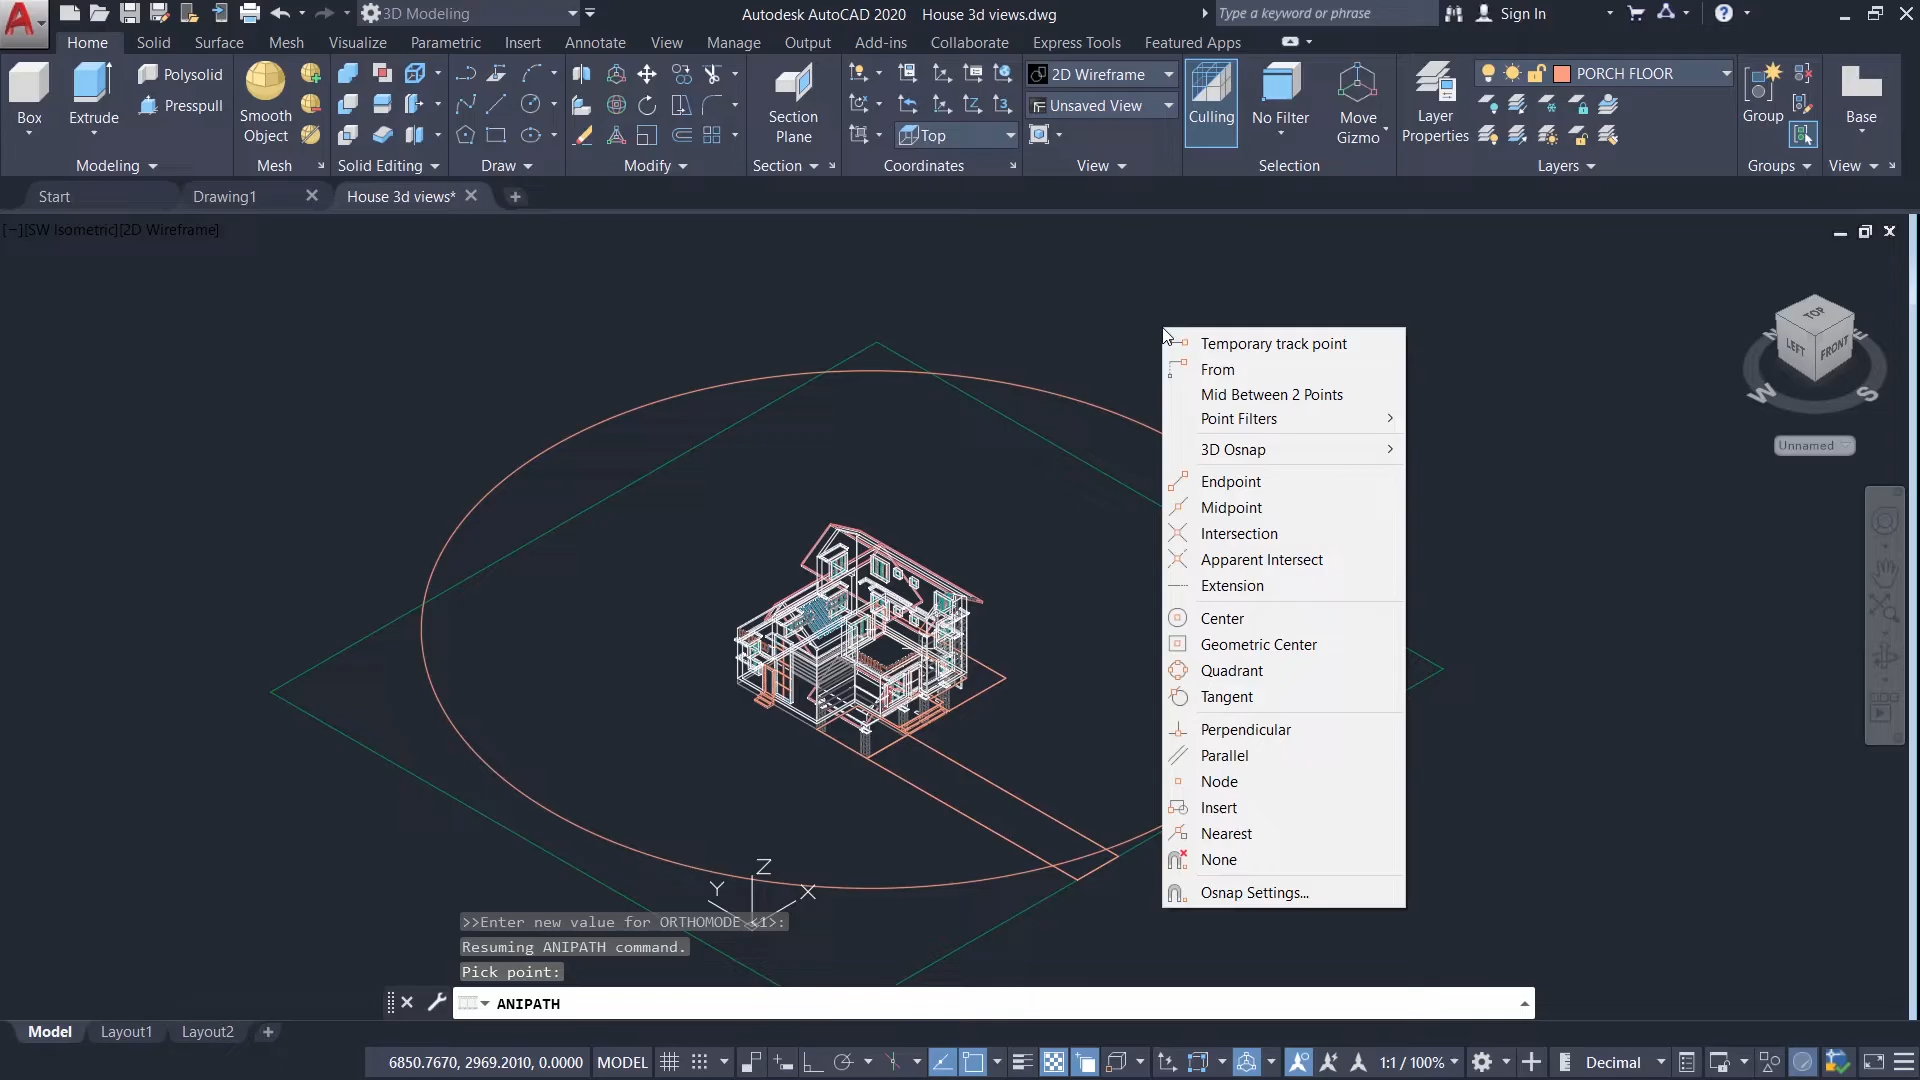 3D Modeling
Autodesk AutoCAD 2020 House 3d views.dwg
Type a keyword or phrase
Sign In
Home Solid Surface Mesh Visualize Parametric Insert Annotate View Manage Output Add-ins Collaborate Express Tools Featured Apps
Box
Extrude
Polysolid
Presspull
Smooth
Object
Section
Plane
Top
2D Wireframe
Unsaved View
Culling
No Filter
Move
Gizmo
Layer
Properties
PORCH FLOOR
Group
Base
Modeling Mesh Solid Editing Draw Modify Section Coordinates View Selection Layers Groups View
Start Drawing1 House 3d views*
[−][SW Isometric][2D Wireframe]
TOP
LEFT FRONT
N E W S
Unnamed
Temporary track point
From
Mid Between 2 Points
Point Filters
3D Osnap
Endpoint
Midpoint
Intersection
Apparent Intersect
Extension
Center
Geometric Center
Quadrant
Tangent
Perpendicular
Parallel
Node
Insert
Nearest
None
Osnap Settings...
Z
Y X
>>Enter new value for ORTHOMODE <1>:
Resuming ANIPATH command.
Pick point:
ANIPATH
Model Layout1 Layout2
6850.7670, 2969.2010, 0.0000 MODEL 1:1 / 100% Decimal